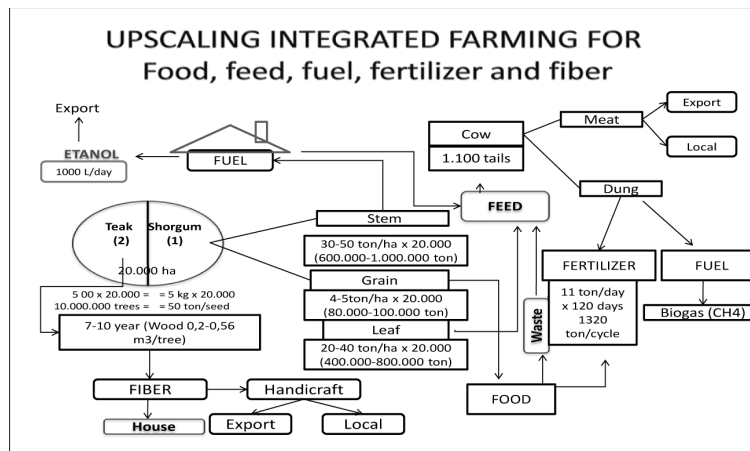 UPSCALING INTEGRATED FARMING FOR
Food, feed, fuel, fertilizer and fiber
Export
ETANOL
1000 L/day
FUEL
Cow
1.100 tails
Meat
Export
Local
Dung
FEED
Teak
(2)
Shorgum
(1)
20.000 ha
5 00 x 20.000 = = 5 kg x 20.000
10.000.000 trees = = 50 ton/seed
7-10 year (Wood 0,2-0,56
m3/tree)
Stem
30-50 ton/ha x 20.000
(600.000-1.000.000 ton)
Grain
4-5ton/ha x 20.000
(80.000-100.000 ton)
Leaf
20-40 ton/ha x 20.000
(400.000-800.000 ton)
Waste
FERTILIZER
11 ton/day
x 120 days
1320
ton/cycle
FUEL
Biogas (CH4)
FOOD
FIBER
Handicraft
House
Export
Local